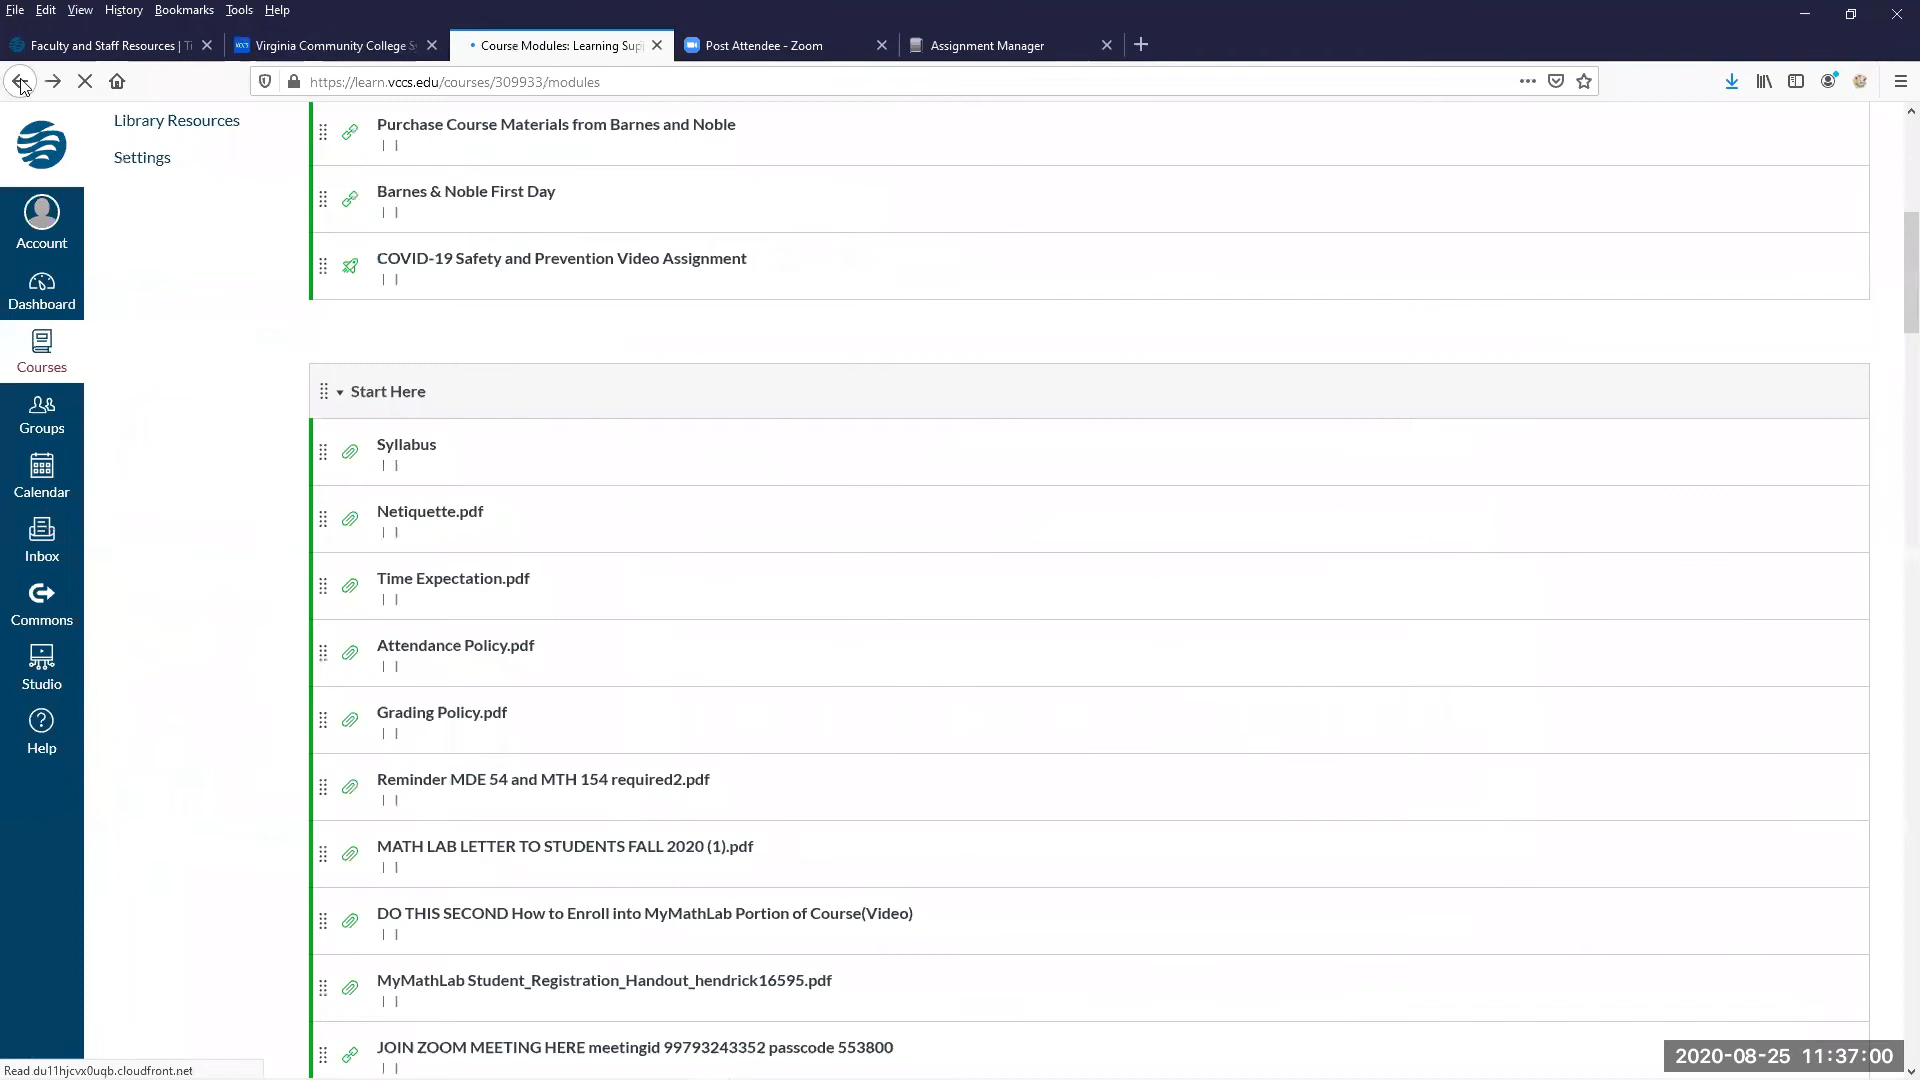 File Edit View History Bookmarks Tools Help
Faculty and Staff Resources | Ti
Virginia Community College S
Course Modules: Learning Sup
Post Attendee - Zoom
Assignment Manager
https://learn.vccs.edu/courses/309933/modules
Library Resources
Settings
Account
Dashboard
Courses
Groups
Calendar
Inbox
Commons
Studio
Help
Purchase Course Materials from Barnes and Noble
| |
Barnes & Noble First Day
| |
COVID-19 Safety and Prevention Video Assignment
| |
Start Here
Syllabus
| |
Netiquette.pdf
| |
Time Expectation.pdf
| |
Attendance Policy.pdf
| |
Grading Policy.pdf
| |
Reminder MDE 54 and MTH 154 required2.pdf
| |
MATH LAB LETTER TO STUDENTS FALL 2020 (1).pdf
| |
DO THIS SECOND How to Enroll into MyMathLab Portion of Course(Video)
| |
MyMathLab Student_Registration_Handout_hendrick16595.pdf
| |
JOIN ZOOM MEETING HERE meetingid 99793243352 passcode 553800
| |
Read du11hjcvx0uqb.cloudfront.net
2020-08-25 11:37:00